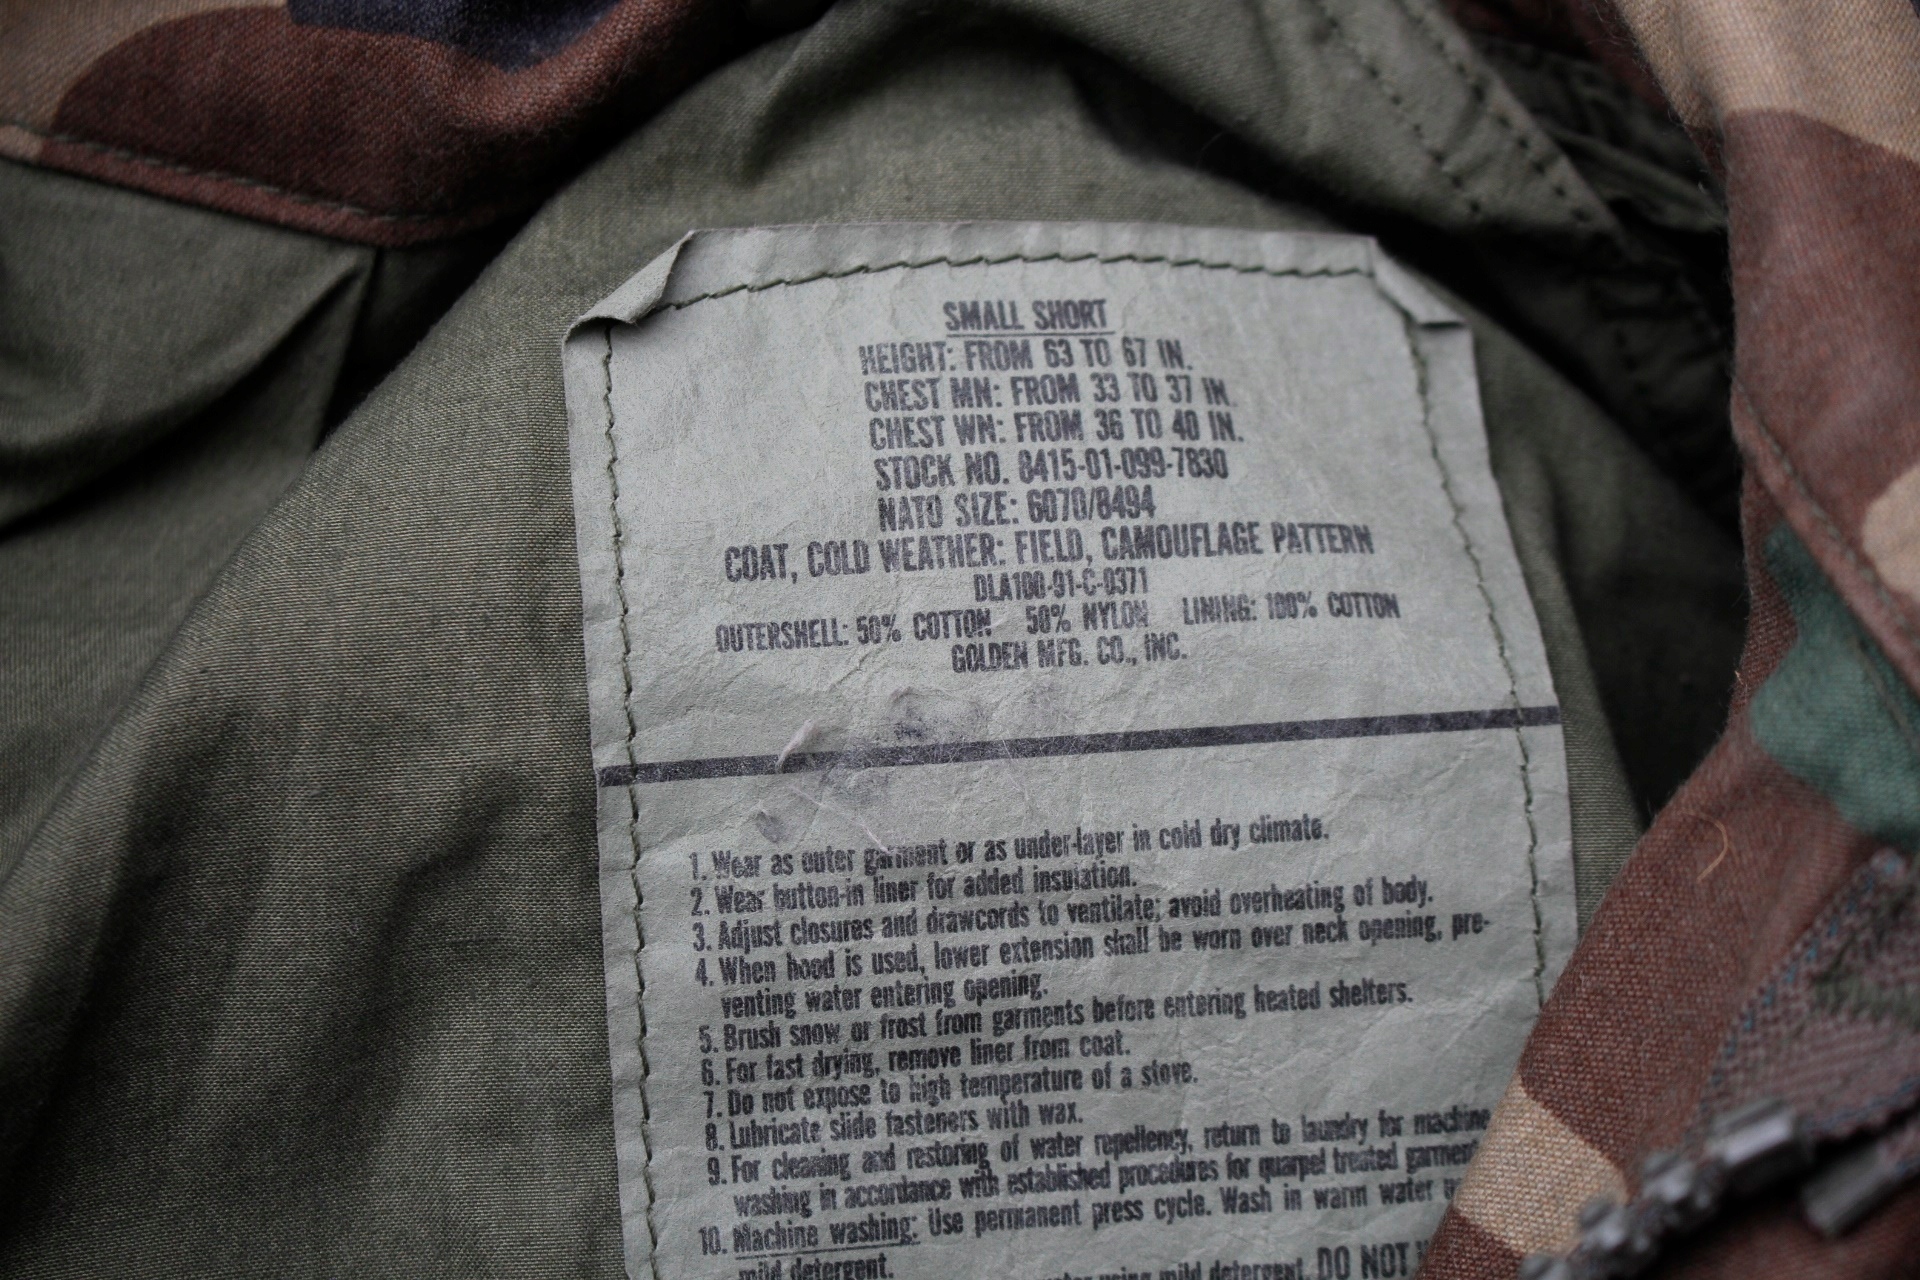 SMALL SHORT
HEIGHT: FROM 63 TO 67 IN.
CHEST MN: FROM 33 TO 37 IN.
CHEST WN: FROM 36 TO 40 IN.
STOCK NO. 8415-01-099-7830
NATO SIZE: 6070/8494
COAT, COLD WEATHER: FIELD, CAMOUFLAGE PATTERN
DLA100-91-C-0371
OUTERSHELL: 50% COTTON 50% NYLON LINING: 100% COTTON
GOLDEN MFG. CO., INC.
1. Wear as outer garment or as under-layer in cold dry climate.
2. Wear button-in liner for added insulation.
3. Adjust closures and drawcords to ventilate; avoid overheating of body.
4. When hood is used, lower extension shall be worn over neck opening, pre-
venting water entering opening.
5. Brush snow or frost from garments before entering heated shelters.
6. For fast drying, remove liner from coat.
7. Do not expose to high temperature of a stove.
8. Lubricate slide fasteners with wax.
9. For cleaning and restoring of water repellency, return to laundry for machine
washing in accordance with established procedures for quarpel treated garment
10. Machine washing: Use permanent press cycle. Wash in warm water
mild detergent.
using mild detergent. DO NOT